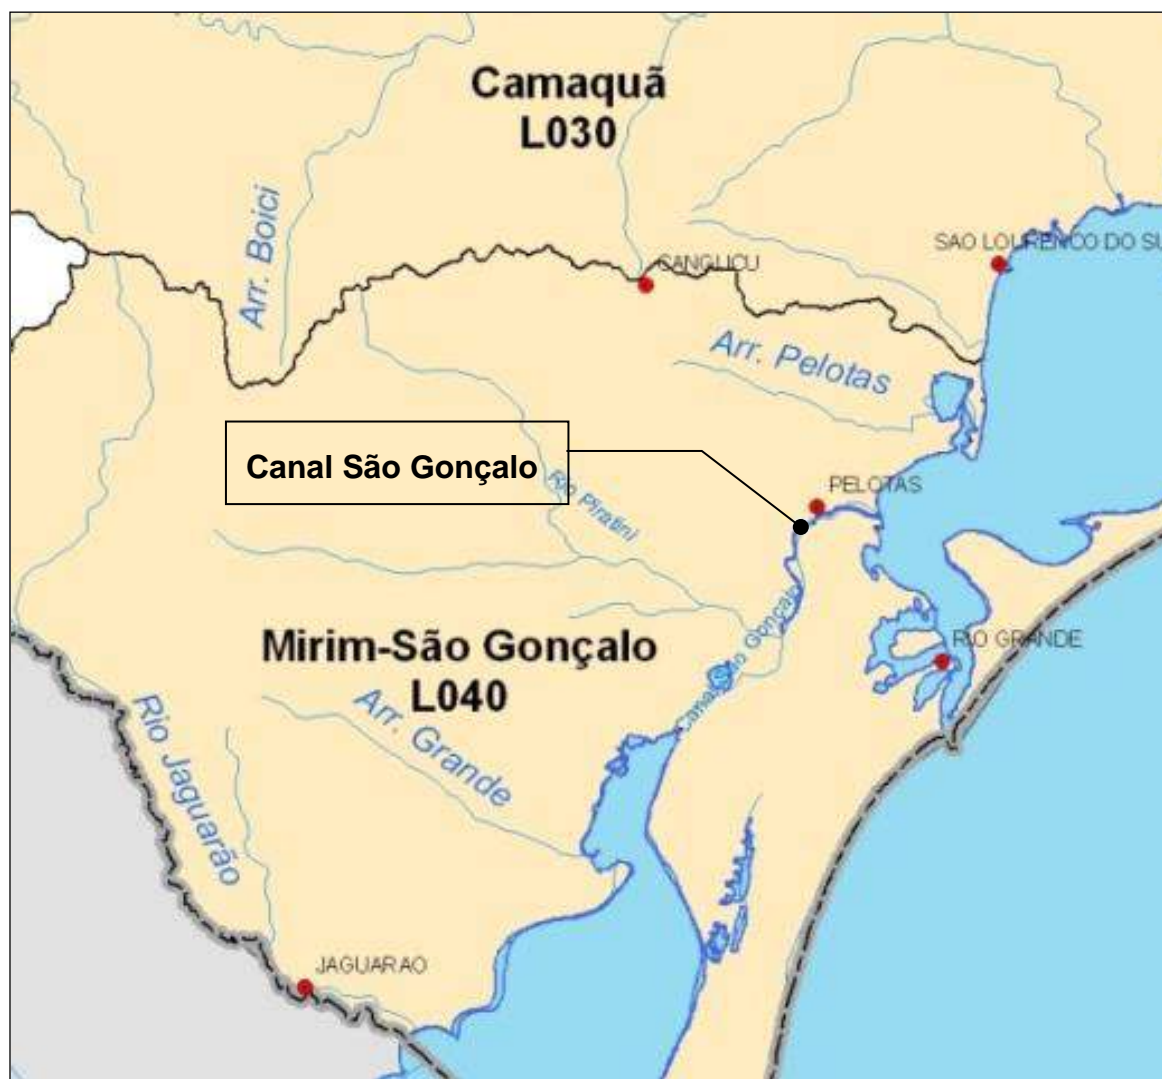 Camaquã
L030
Arr. Boici
SAO LOURENCO DO SU
CANGUCU
Arr. Pelotas
Canal São Gonçalo
Rio Piratini
PELOTAS
Canal São Gonçalo
Mirim-São Gonçalo
L040
RIO GRANDE
Arr. Grande
Rio Jaguarão
JAGUARAO